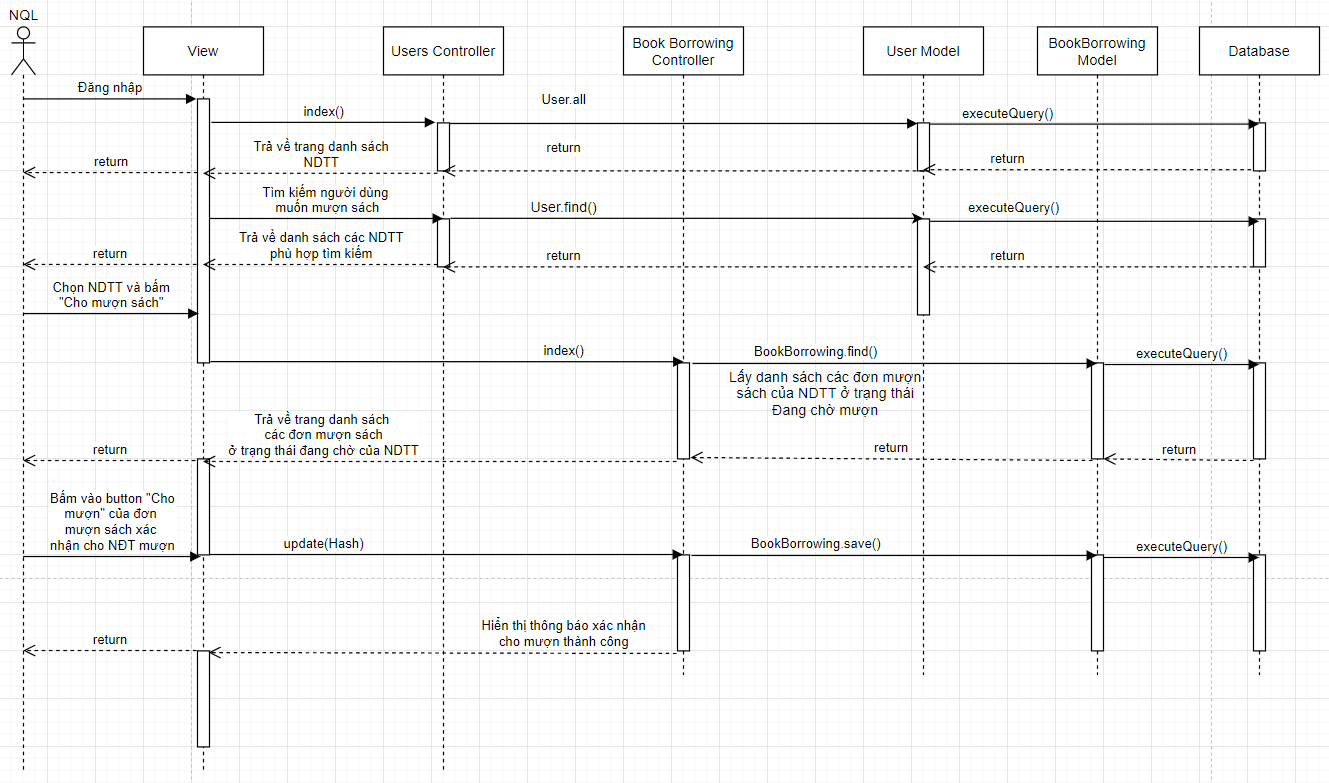 NQL
View
Users Controller
Book Borrowing
Controller
User Model
BookBorrowing
Model
Database
Đăng nhập
index()
User.all
executeQuery()
Trả về trang danh sách
NDTT
return
return
return
Tìm kiếm người dùng
muốn mượn sách
User.find()
executeQuery()
Trả về danh sách các NDTT
phù hợp tìm kiếm
return
return
return
Chọn NDTT và bấm
"Cho mượn sách"
index()
BookBorrowing.find()
executeQuery()
Lấy danh sách các đơn mượn
sách của NDTT ở trạng thái
Đang chờ mượn
Trả về trang danh sách
các đơn mượn sách
ở trạng thái đang chờ của NDTT
return
return
return
Bấm vào button "Cho
mượn" của đơn
mượn sách xác
nhận cho NĐT mượn
update(Hash)
BookBorrowing.save()
executeQuery()
Hiển thị thông báo xác nhận
cho mượn thành công
return